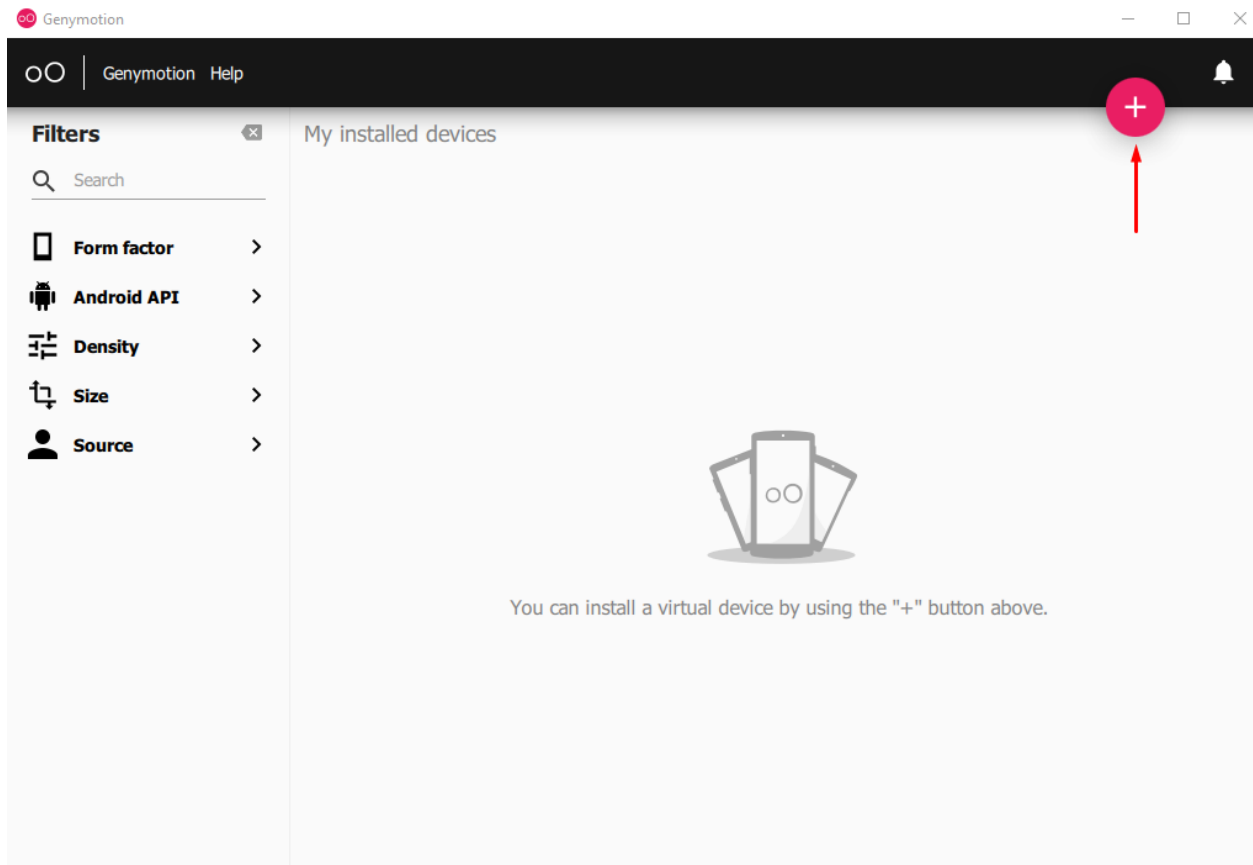 Genymotion
oO
Genymotion Help
+
Filters
My installed devices
Search
Form factor
Android API
Density
Size
Source
oO
You can install a virtual device by using the "+" button above.